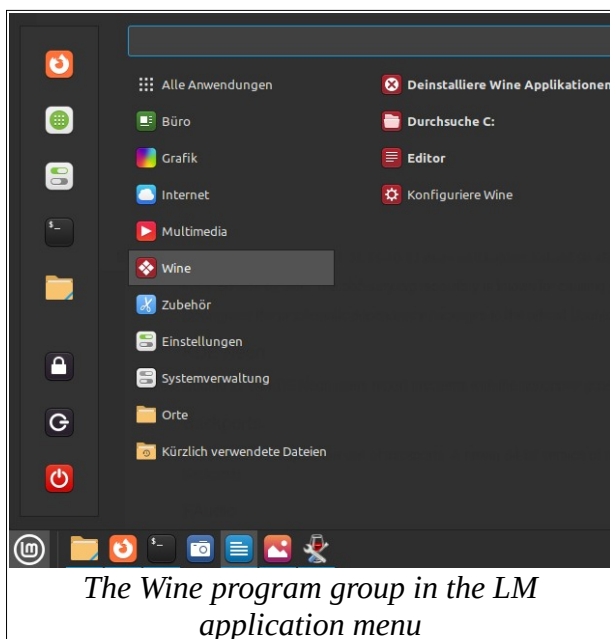 Alle Anwendungen
Büro
Grafik
Internet
Multimedia
Wine
Zubehör
Einstellungen
Systemverwaltung
Orte
Kürzlich verwendete Dateien
Deinstalliere Wine Applikationen
Durchsuche C:
Editor
Konfiguriere Wine
$_
$_
The Wine program group in the LM
application menu